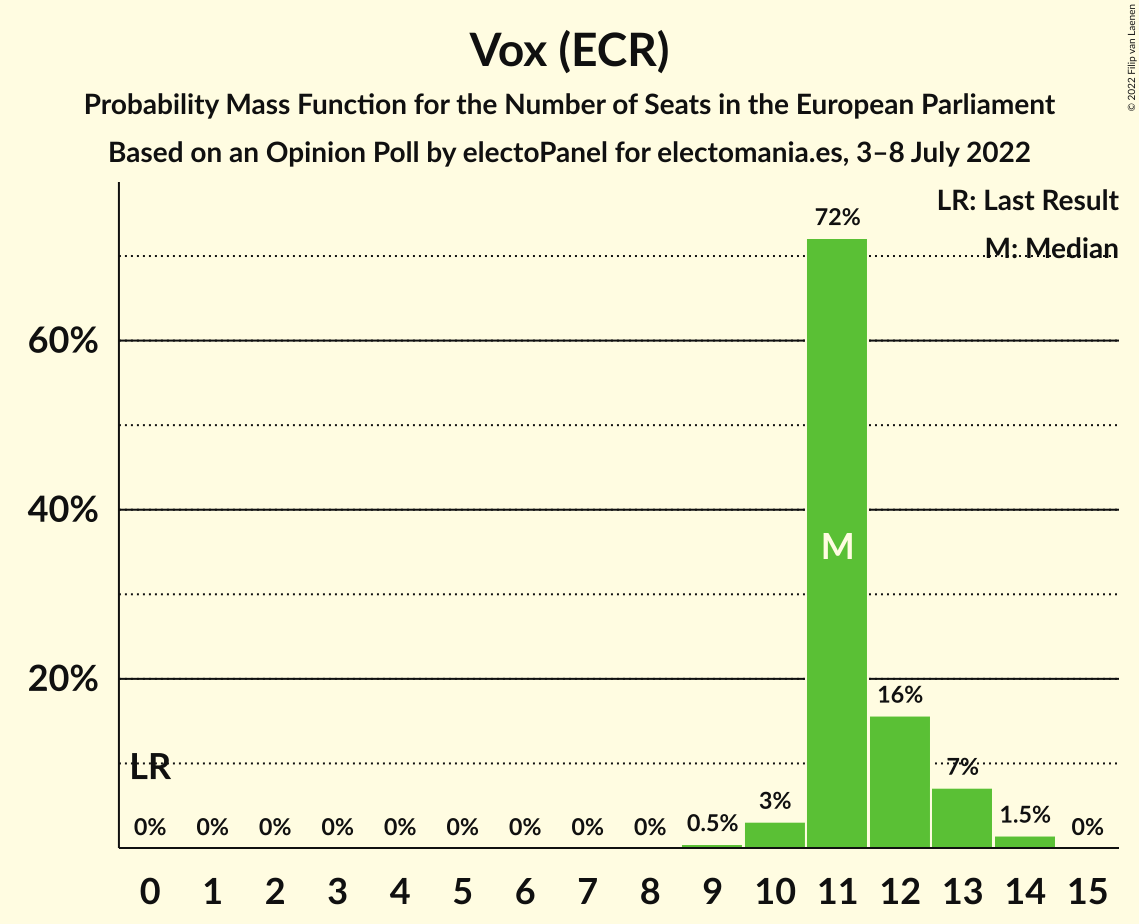 Vox (ECR)
Probability Mass Function for the Number of Seats in the European Parliament
Based on an Opinion Poll by electoPanel for electomania.es, 3–8 July 2022
© 2022 Filip van Laenen
LR: Last Result
M: Median
72%
60%
40%
M
20%
16%
LR
7%
0% 0% 0% 0% 0% 0% 0% 0% 0% 0.5% 3% 1.5% 0%
0 1 2 3 4 5 6 7 8 9 10 11 12 13 14 15